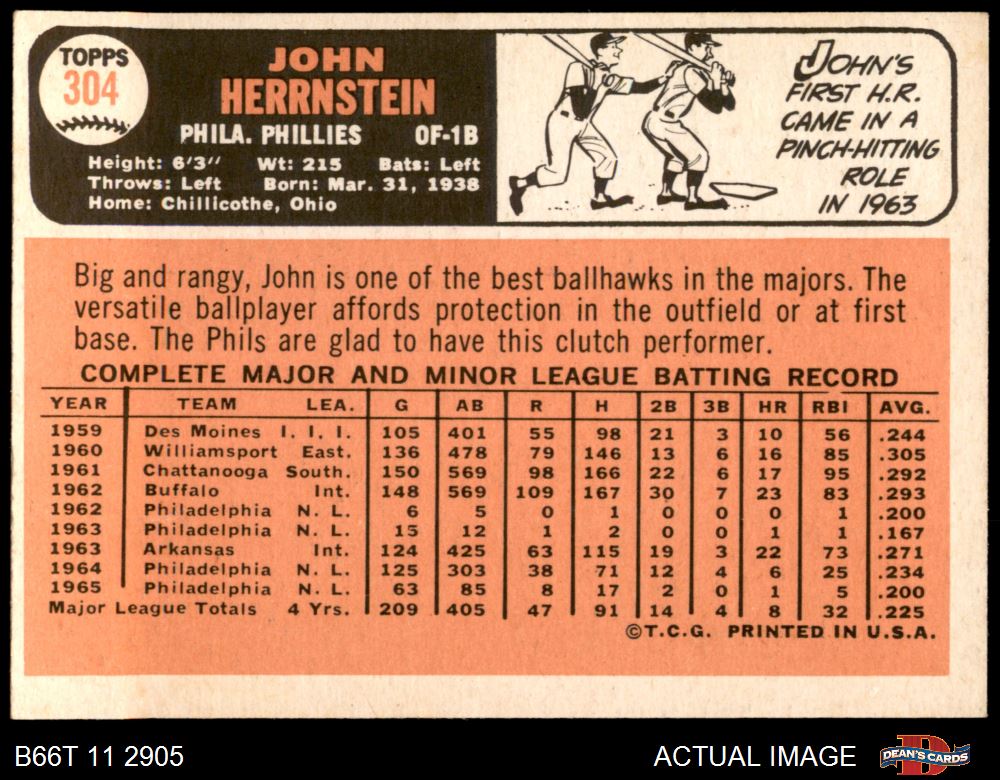 TOPPS
304
JOHN
HERRNSTEIN
PHILA. PHILLIES OF-1B
Height: 6'3" Wt: 215 Bats: Left
Throws: Left Born: Mar. 31, 1938
Home: Chillicothe, Ohio
JOHN'S
FIRST H.R.
CAME IN A
PINCH-HITTING
ROLE
IN 1963
Big and rangy, John is one of the best ballhawks in the majors. The
versatile ballplayer affords protection in the outfield or at first
base. The Phils are glad to have this clutch performer.
COMPLETE MAJOR AND MINOR LEAGUE BATTING RECORD
YEAR TEAM LEA. G AB R H 2B 3B HR RBI AVG.
1959 Des Moines I. I. I. 105 401 55 98 21 3 10 56 .244
1960 Williamsport East. 136 478 79 146 13 6 16 85 .305
1961 Chattanooga South. 150 569 98 166 22 6 17 95 .292
1962 Buffalo Int. 148 569 109 167 30 7 23 83 .293
1962 Philadelphia N. L. 6 5 0 1 0 0 0 1 .200
1963 Philadelphia N. L. 15 12 1 2 0 0 1 1 .167
1963 Arkansas Int. 124 425 63 115 19 3 22 73 .271
1964 Philadelphia N. L. 125 303 38 71 12 4 6 25 .234
1965 Philadelphia N. L. 63 85 8 17 2 0 1 5 .200
Major League Totals 4 Yrs. 209 405 47 91 14 4 8 32 .225
©T.C.G. PRINTED IN U.S.A.
B66T 11 2905 ACTUAL IMAGE
DEAN'S CARDS